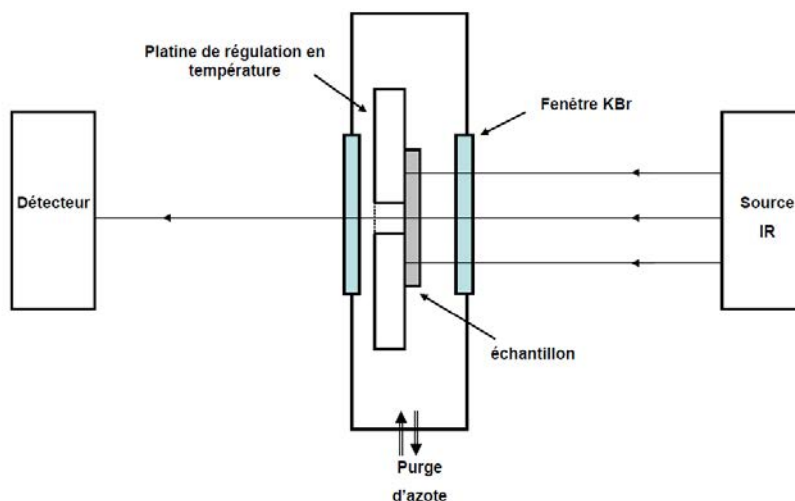 Platine de régulation en
température
Fenêtre KBr
Détecteur
Source
IR
échantillon
Purge
d'azote